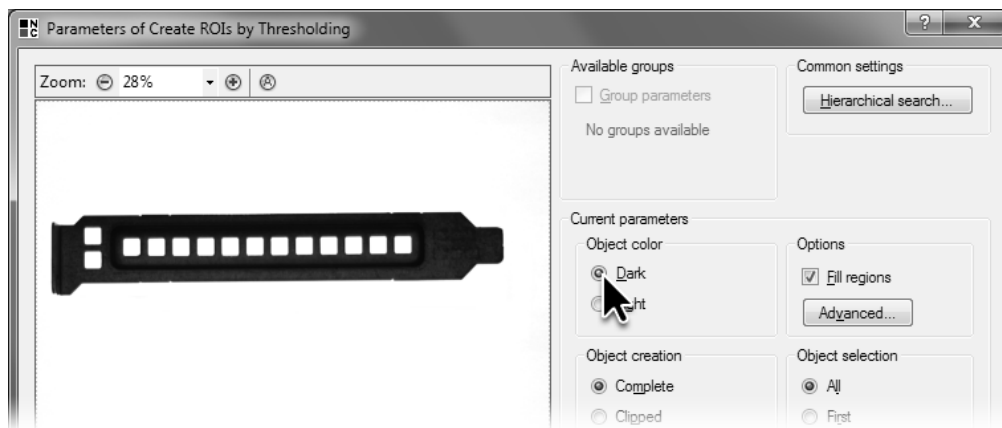 NC Parameters of Create ROIs by Thresholding ? X
Zoom: 28%
Available groups
Group parameters
No groups available
Common settings
Hierarchical search...
Current parameters
Object color
Dark
Options
Fill regions
Advanced...
Object creation
Complete
Clipped
Object selection
All
First